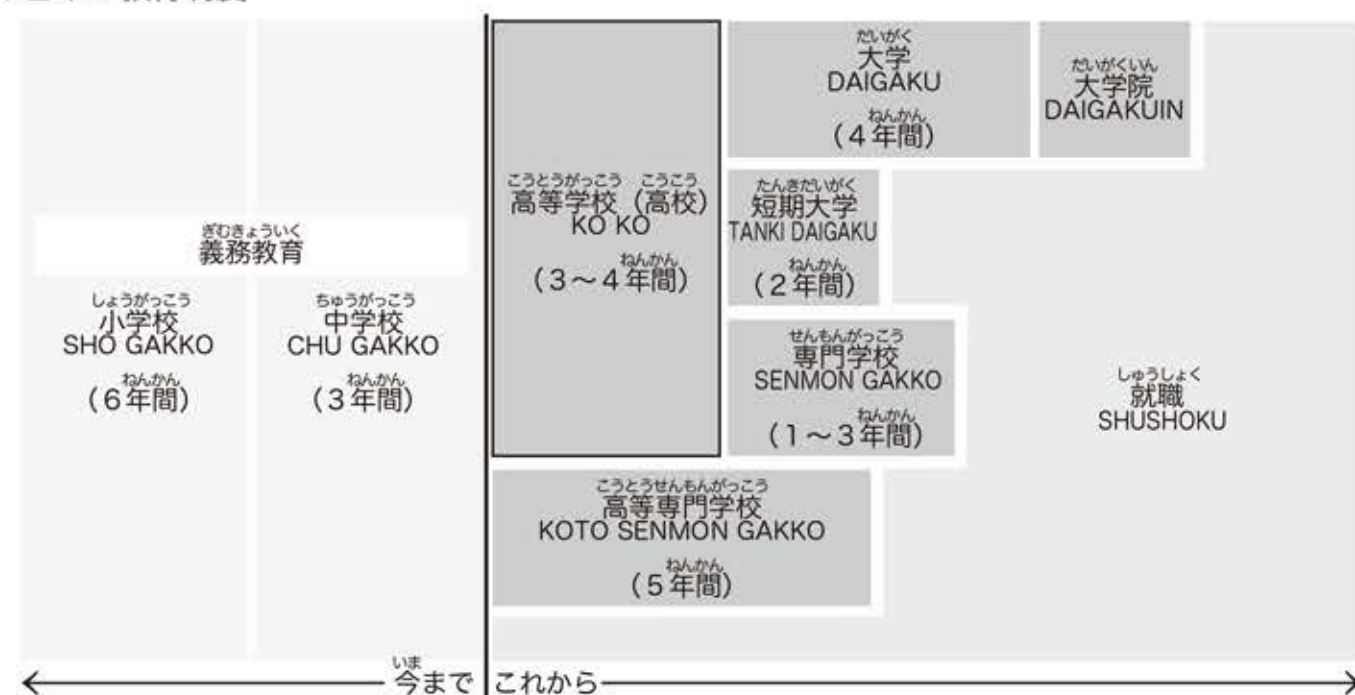 ぎむきょういく
義務教育
しょうがっこう
小学校
SHO GAKKO
ねんかん
(6年間)
ちゅうがっこう
中学校
CHU GAKKO
ねんかん
(3年間)
こうとうがっこう こうこう
高等学校(高校)
KO KO
ねんかん
(3〜4年間)
だいがく
大学
DAIGAKU
ねんかん
(4年間)
だいがくいん
大学院
DAIGAKUIN
たんきだいがく
短期大学
TANKI DAIGAKU
ねんかん
(2年間)
せんもんがっこう
専門学校
SENMON GAKKO
ねんかん
(1〜3年間)
こうとうせんもんがっこう
高等専門学校
KOTO SENMON GAKKO
ねんかん
(5年間)
しゅうしょく
就職
SHUSHOKU
いま
今まで
これから